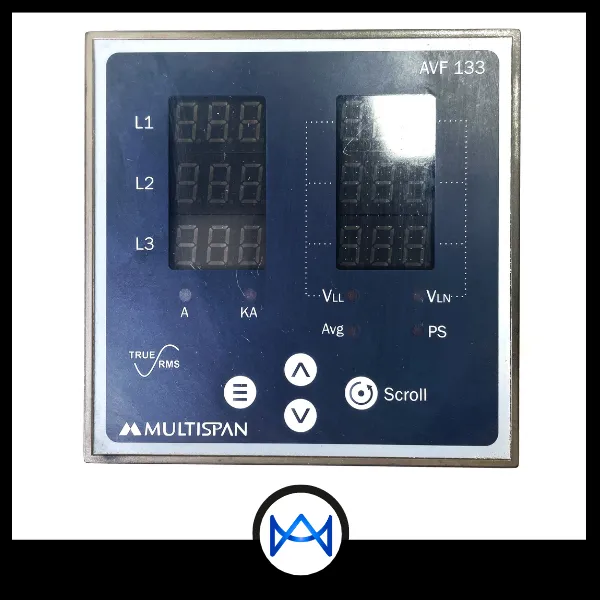 AVF 133
L1
L2
L3
A
KA
VLL
VLN
Avg
PS
TRUE
RMS
Scroll
MULTISPAN